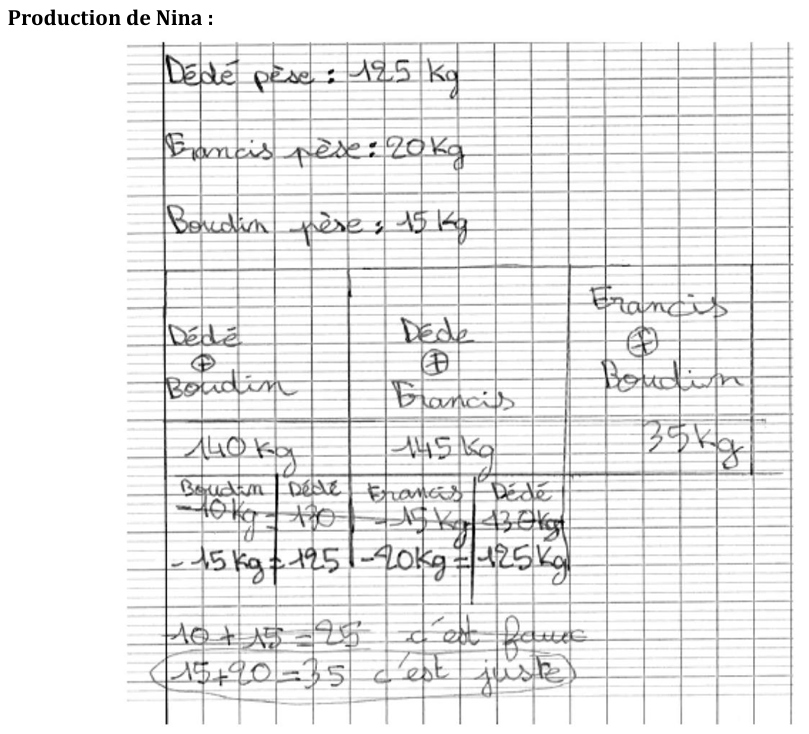 Production de Nina :
Dédé pèse : 125 Kg
Francis pèse : 20 Kg
Boudin pèse : 15 Kg
Dédé
+
Boudin
Déde
+
Francis
Francis
+
Boudin
140 Kg 145 Kg 35 Kg
Boudin Dédé Francis Dédé
-10 Kg = 130 -15 Kg 130 Kg
-15 Kg = 125 -20 Kg = 125 Kg
10 + 15 = 25 c'est faux
15 + 20 = 35 c'est juste